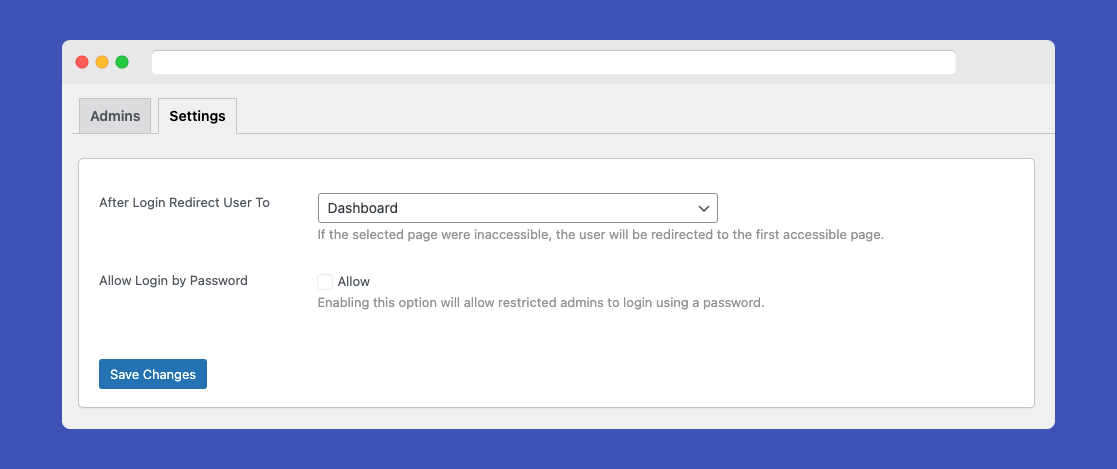 Admins
Settings
After Login Redirect User To
Dashboard
If the selected page were inaccessible, the user will be redirected to the first accessible page.
Allow Login by Password
Allow
Enabling this option will allow restricted admins to login using a password.
Save Changes